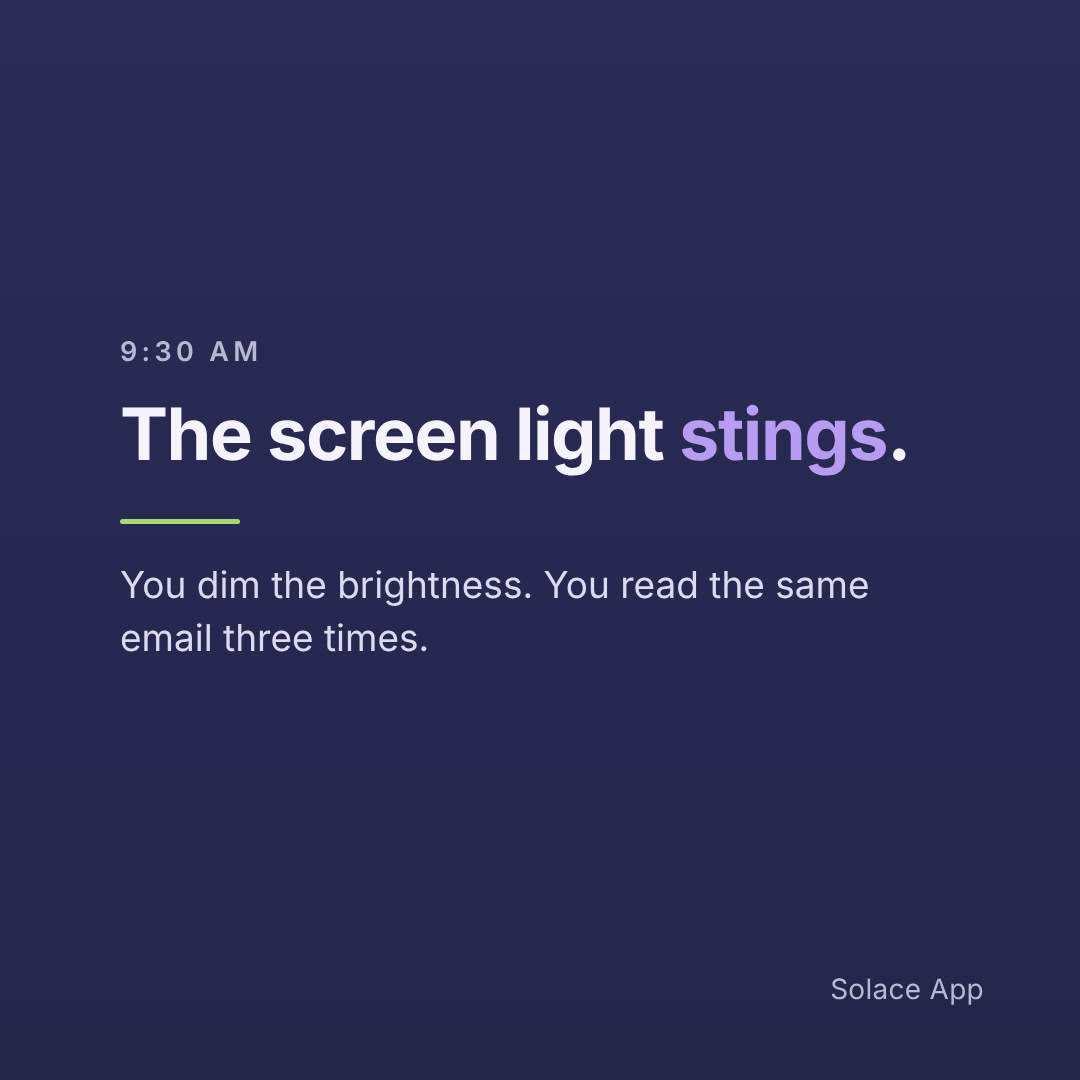 9:30 AM
The screen light stings.
You dim the brightness. You read the same
email three times.
Solace App